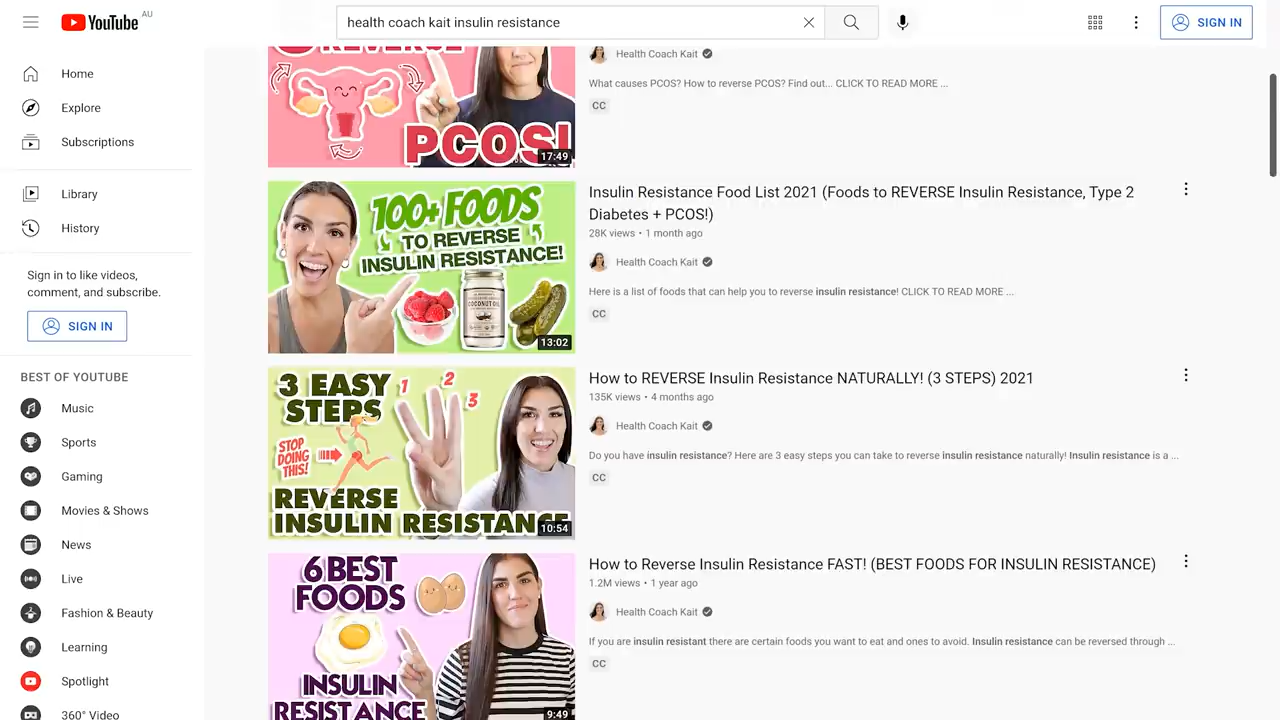 YouTube AU
health coach kait insulin resistance
SIGN IN
Home
Explore
Subscriptions
Library
History
Sign in to like videos,
comment, and subscribe.
SIGN IN
BEST OF YOUTUBE
Music
Sports
Gaming
Movies & Shows
News
Live
Fashion & Beauty
Learning
Spotlight
360° Video
REVERSE
PCOS!
17:49
Health Coach Kait
What causes PCOS? How to reverse PCOS? Find out... CLICK TO READ MORE ...
CC
100+ FOODS
TO REVERSE
INSULIN RESISTANCE!
COCONUT OIL
13:02
Insulin Resistance Food List 2021 (Foods to REVERSE Insulin Resistance, Type 2
Diabetes + PCOS!)
28K views • 1 month ago
Health Coach Kait
Here is a list of foods that can help you to reverse insulin resistance! CLICK TO READ MORE ...
CC
3 EASY
STEPS
1 2 3
STOP
DOING
THIS!
REVERSE
INSULIN RESISTANCE
10:54
How to REVERSE Insulin Resistance NATURALLY! (3 STEPS) 2021
135K views • 4 months ago
Health Coach Kait
Do you have insulin resistance? Here are 3 easy steps you can take to reverse insulin resistance naturally! Insulin resistance is a ...
CC
6 BEST
FOODS
INSULIN
RESISTANCE
9:49
How to Reverse Insulin Resistance FAST! (BEST FOODS FOR INSULIN RESISTANCE)
1.2M views • 1 year ago
Health Coach Kait
If you are insulin resistant there are certain foods you want to eat and ones to avoid. Insulin resistance can be reversed through ...
CC